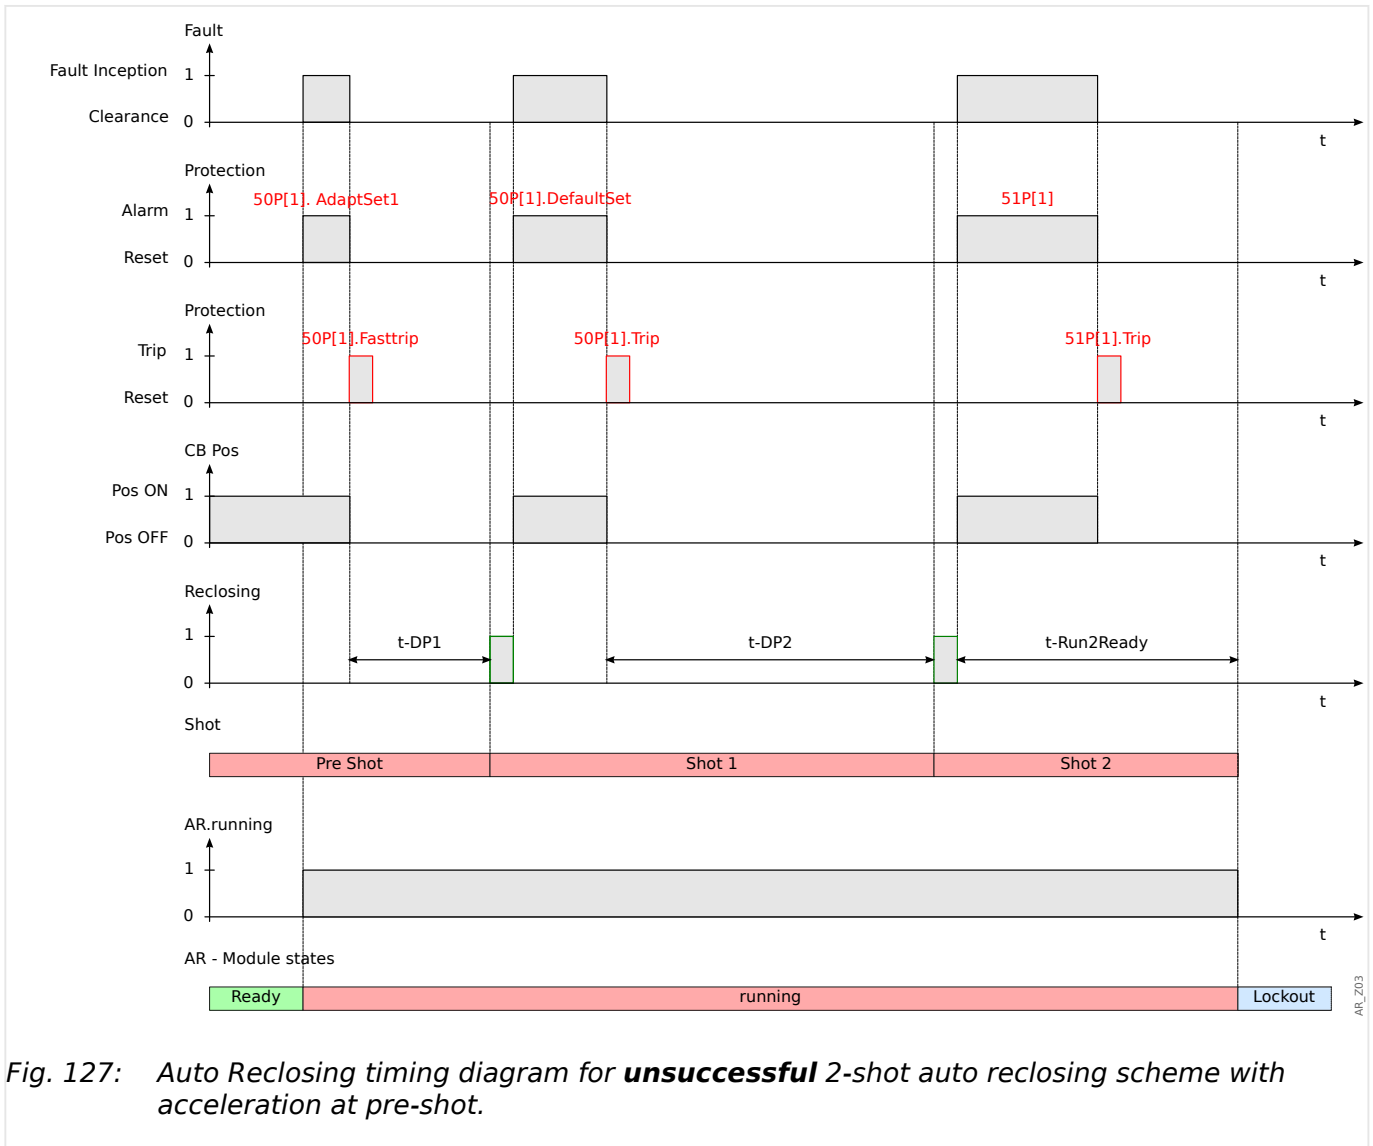 Fault
Fault Inception 1
Clearance 0
t
Protection
50P[1]. AdaptSet1 50P[1].DefaultSet 51P[1]
Alarm 1
Reset 0
t
Protection
50P[1].Fasttrip 50P[1].Trip 51P[1].Trip
Trip 1
Reset 0
t
CB Pos
Pos ON 1
Pos OFF 0
t
Reclosing
1 t-DP1 t-DP2 t-Run2Ready
0
t
Shot
Pre Shot Shot 1 Shot 2
AR.running
1
0
t
AR - Module states
Ready running Lockout
AR_Z03
Fig. 127: Auto Reclosing timing diagram for unsuccessful 2-shot auto reclosing scheme with
acceleration at pre-shot.